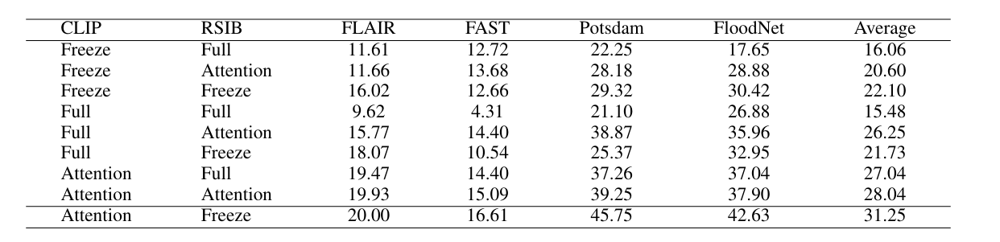 CLIP RSIB FLAIR FAST Potsdam FloodNet Average
Freeze Full 11.61 12.72 22.25 17.65 16.06
Freeze Attention 11.66 13.68 28.18 28.88 20.60
Freeze Freeze 16.02 12.66 29.32 30.42 22.10
Full Full 9.62 4.31 21.10 26.88 15.48
Full Attention 15.77 14.40 38.87 35.96 26.25
Full Freeze 18.07 10.54 25.37 32.95 21.73
Attention Full 19.47 14.40 37.26 37.04 27.04
Attention Attention 19.93 15.09 39.25 37.90 28.04
Attention Freeze 20.00 16.61 45.75 42.63 31.25